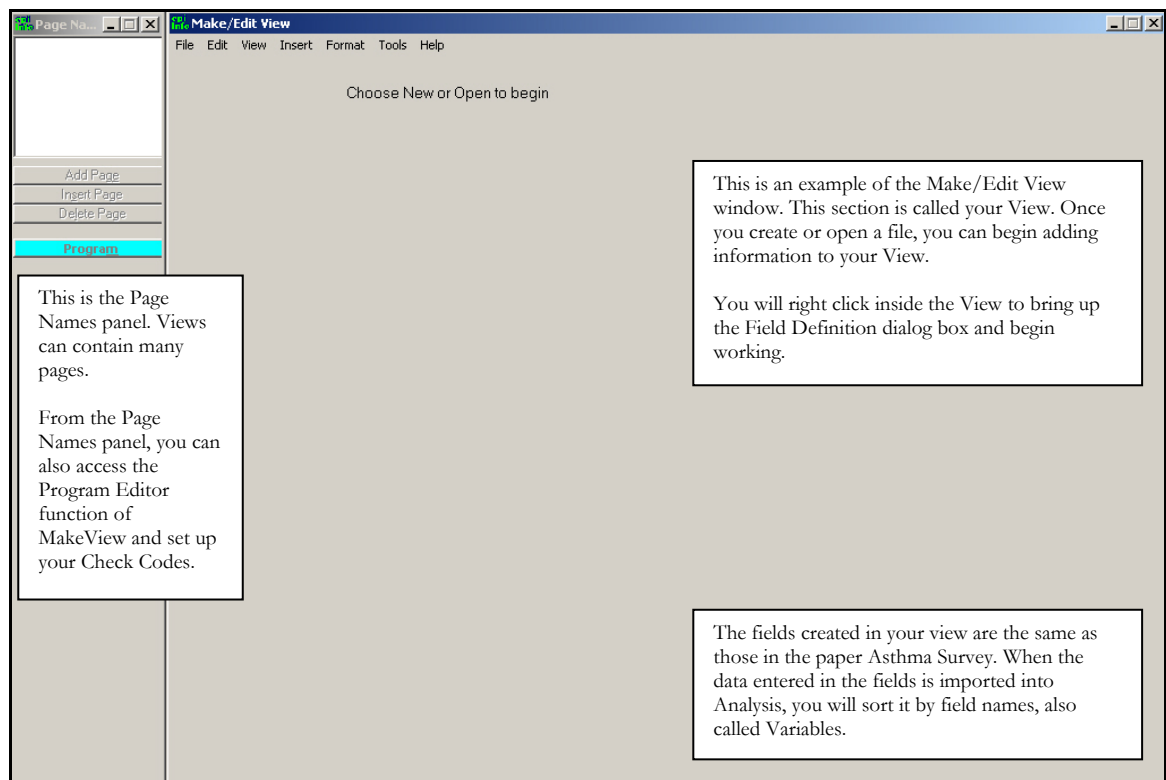 Page Na...
Make/Edit View
File Edit View Insert Format Tools Help
Choose New or Open to begin
Add Page
Insert Page
Delete Page
Program
This is the Page
Names panel. Views
can contain many
pages.
From the Page
Names panel, you can
also access the
Program Editor
function of
MakeView and set up
your Check Codes.
This is an example of the Make/Edit View
window. This section is called your View. Once
you create or open a file, you can begin adding
information to your View.
You will right click inside the View to bring up
the Field Definition dialog box and begin
working.
The fields created in your view are the same as
those in the paper Asthma Survey. When the
data entered in the fields is imported into
Analysis, you will sort it by field names, also
called Variables.